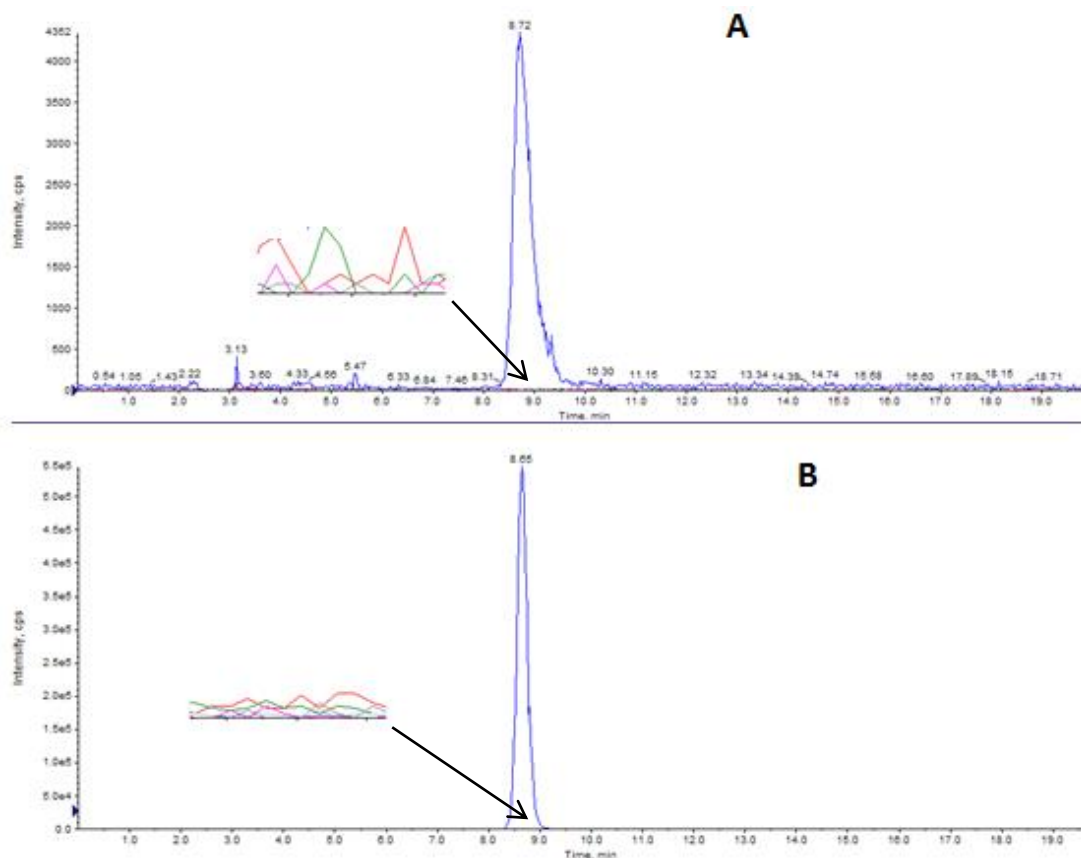 A
4352
4000
3500
3000
2500
2000
1500
1000
500
0
Intensity, cps
8.72
0.54 1.05 1.43 2.22 3.13 3.60 4.33 4.56 5.47 6.33 6.84 7.46 8.31 10.30 11.15 12.32 13.34 14.39 14.74 15.58 16.60 17.89 18.15 18.71
1.0 2.0 3.0 4.0 5.0 6.0 7.0 8.0 9.0 10.0 11.0 12.0 13.0 14.0 15.0 16.0 17.0 18.0 19.0
Time, min
B
5.5e5
5.0e5
4.5e5
4.0e5
3.5e5
3.0e5
2.5e5
2.0e5
1.5e5
1.0e5
5.0e4
0.0
Intensity, cps
8.65
1.0 2.0 3.0 4.0 5.0 6.0 7.0 8.0 9.0 10.0 11.0 12.0 13.0 14.0 15.0 16.0 17.0 18.0 19.0
Time, min